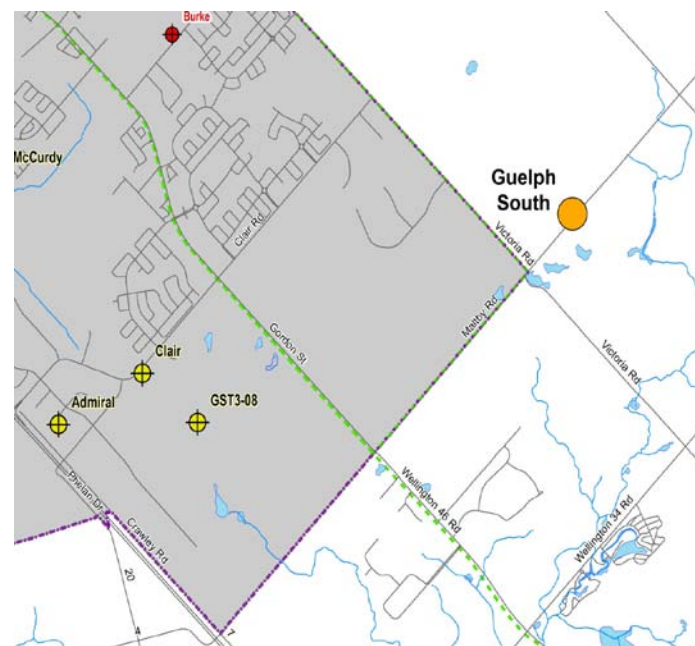 Burke
McCurdy
Guelph
South
Clair Rd
Victoria Rd
Maltby Rd
Gordon St
Victoria Rd
Clair
Admiral
GST3-08
Phelan Dr
Crawley Rd
Wellington 46 Rd
Wellington 34 Rd
20
4
7